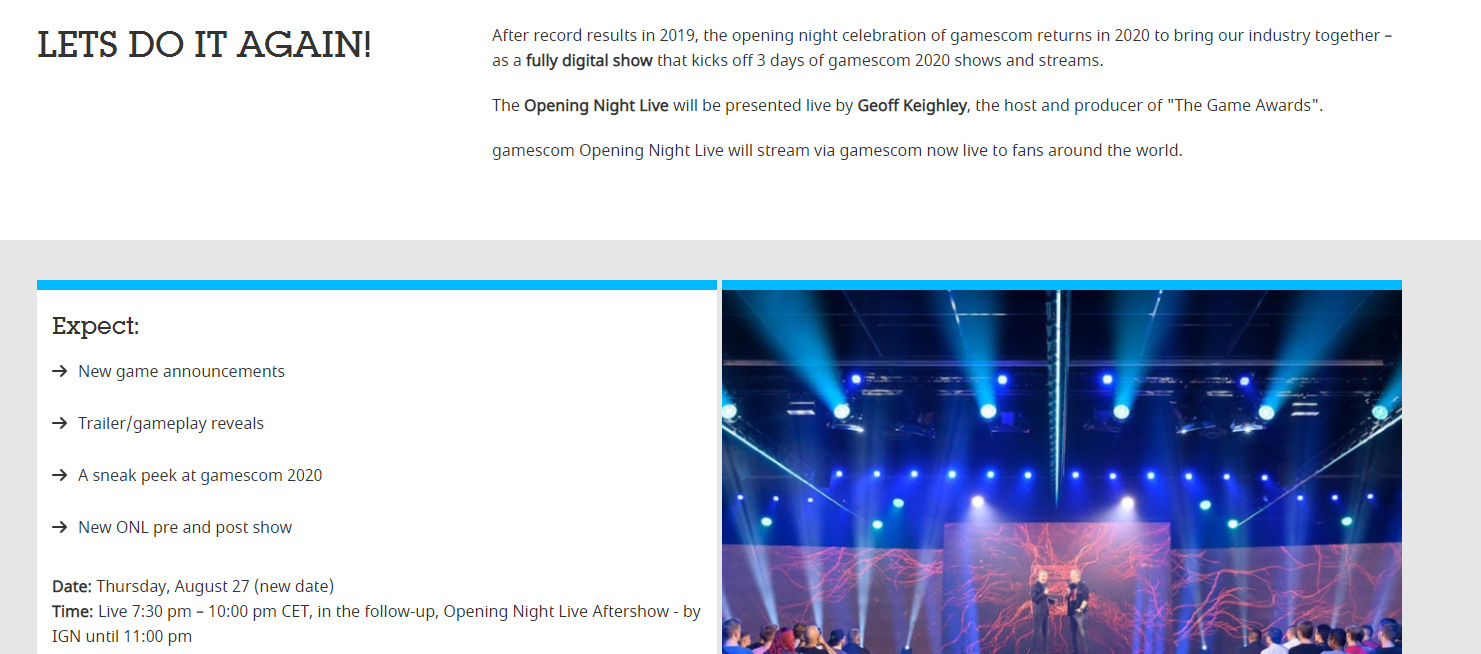 LETS DO IT AGAIN!
After record results in 2019, the opening night celebration of gamescom returns in 2020 to bring our industry together –
as a fully digital show that kicks off 3 days of gamescom 2020 shows and streams.
The Opening Night Live will be presented live by Geoff Keighley, the host and producer of "The Game Awards".
gamescom Opening Night Live will stream via gamescom now live to fans around the world.
Expect:
→ New game announcements
→ Trailer/gameplay reveals
→ A sneak peek at gamescom 2020
→ New ONL pre and post show
Date: Thursday, August 27 (new date)
Time: Live 7:30 pm – 10:00 pm CET, in the follow-up, Opening Night Live Aftershow - by
IGN until 11:00 pm